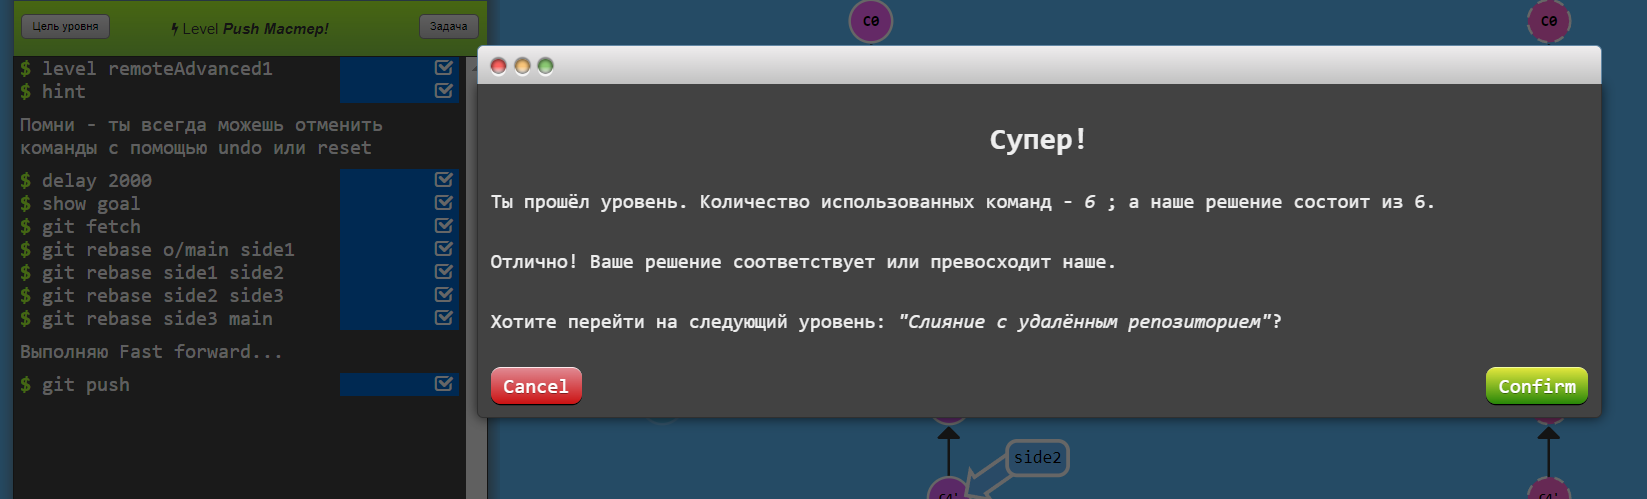 Цель уровня
Level Push Мастер!
Задача
$ level remoteAdvanced1
$ hint
Помни - ты всегда можешь отменить
команды с помощью undo или reset
$ delay 2000
$ show goal
$ git fetch
$ git rebase o/main side1
$ git rebase side1 side2
$ git rebase side2 side3
$ git rebase side3 main
Выполняю Fast forward...
$ git push
C0
C0
Супер!
Ты прошёл уровень. Количество использованных команд - 6 ; а наше решение состоит из 6.
Отлично! Ваше решение соответствует или превосходит наше.
Хотите перейти на следующий уровень: "Слияние с удалённым репозиторием"?
Cancel
Confirm
side2
C4'
C4'